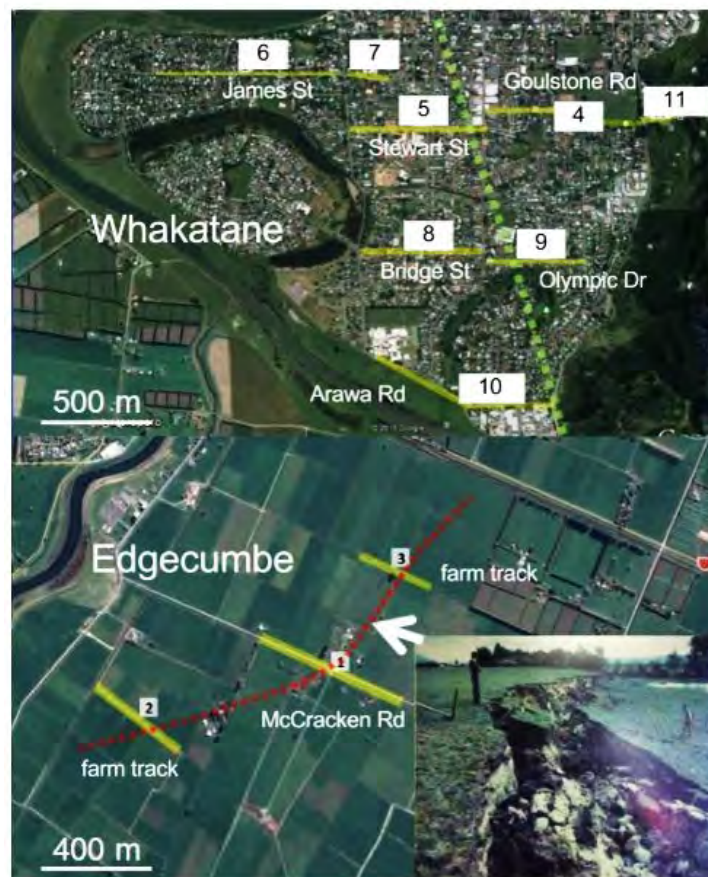 6
7
James St
Goulstone Rd
11
5
4
Stewart St
Whakatane
8
9
Bridge St
Olympic Dr
10
Arawa Rd
500 m
Edgecumbe
3
farm track
1
2
McCracken Rd
farm track
400 m